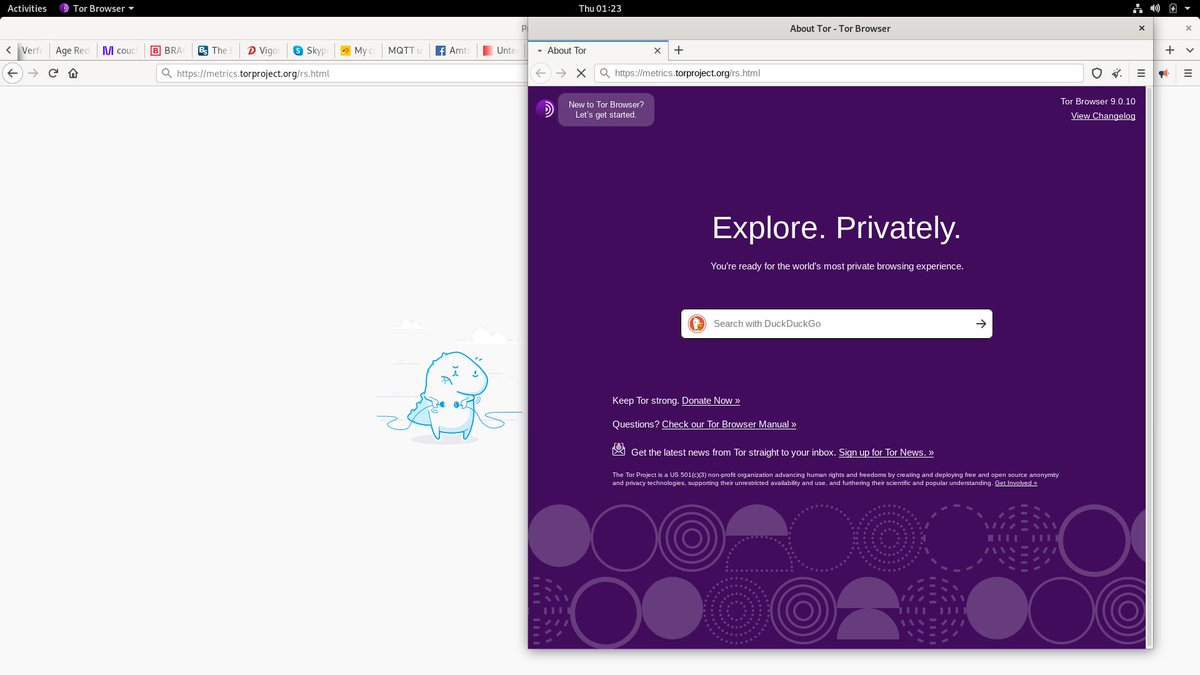 Activities Tor Browser Thu 01:23
About Tor - Tor Browser
Age Red
couc
BRA
The
Vigo
Skyp
My c
MQTT u
Amts
Unte
About Tor
https://metrics.torproject.org/rs.html
https://metrics.torproject.org/rs.html
New to Tor Browser?
Let's get started.
Tor Browser 9.0.10
View Changelog
Explore. Privately.
You're ready for the world's most private browsing experience.
Search with DuckDuckGo
Keep Tor strong. Donate Now »
Questions? Check our Tor Browser Manual »
Get the latest news from Tor straight to your inbox. Sign up for Tor News. »
The Tor Project is a US 501(c)(3) non-profit organization advancing human rights and freedoms by creating and deploying free and open source anonymity
and privacy technologies, supporting their unrestricted availability and use, and furthering their scientific and popular understanding. Get Involved »